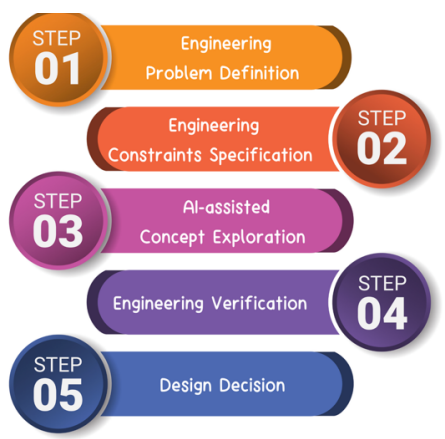 STEP
01
Engineering
Problem Definition
Engineering
Constraints Specification
STEP
02
STEP
03
AI-assisted
Concept Exploration
Engineering Verification
STEP
04
STEP
05
Design Decision